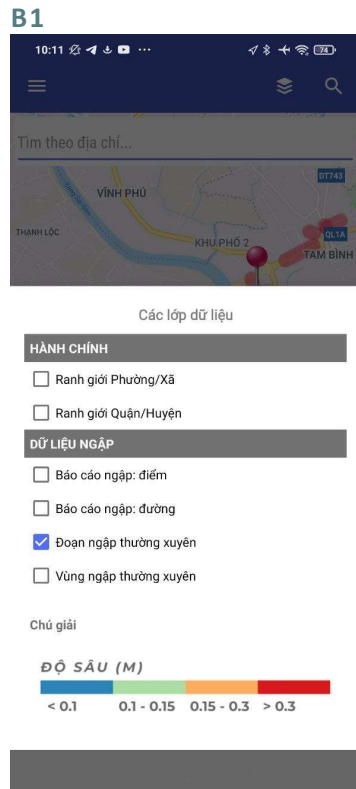 B1
10:11 ...
74
Tìm theo địa chỉ...
DT743
VĨNH PHÚ
THẠNH LỘC
KHU PHỐ 2
QL1A
TAM BÌNH
Các lớp dữ liệu
HÀNH CHÍNH
Ranh giới Phường/Xã
Ranh giới Quận/Huyện
DỮ LIỆU NGẬP
Báo cáo ngập: điểm
Báo cáo ngập: đường
Đoạn ngập thường xuyên
Vùng ngập thường xuyên
Chú giải
ĐỘ SÂU (M)
< 0.1 0.1 - 0.15 0.15 - 0.3 > 0.3